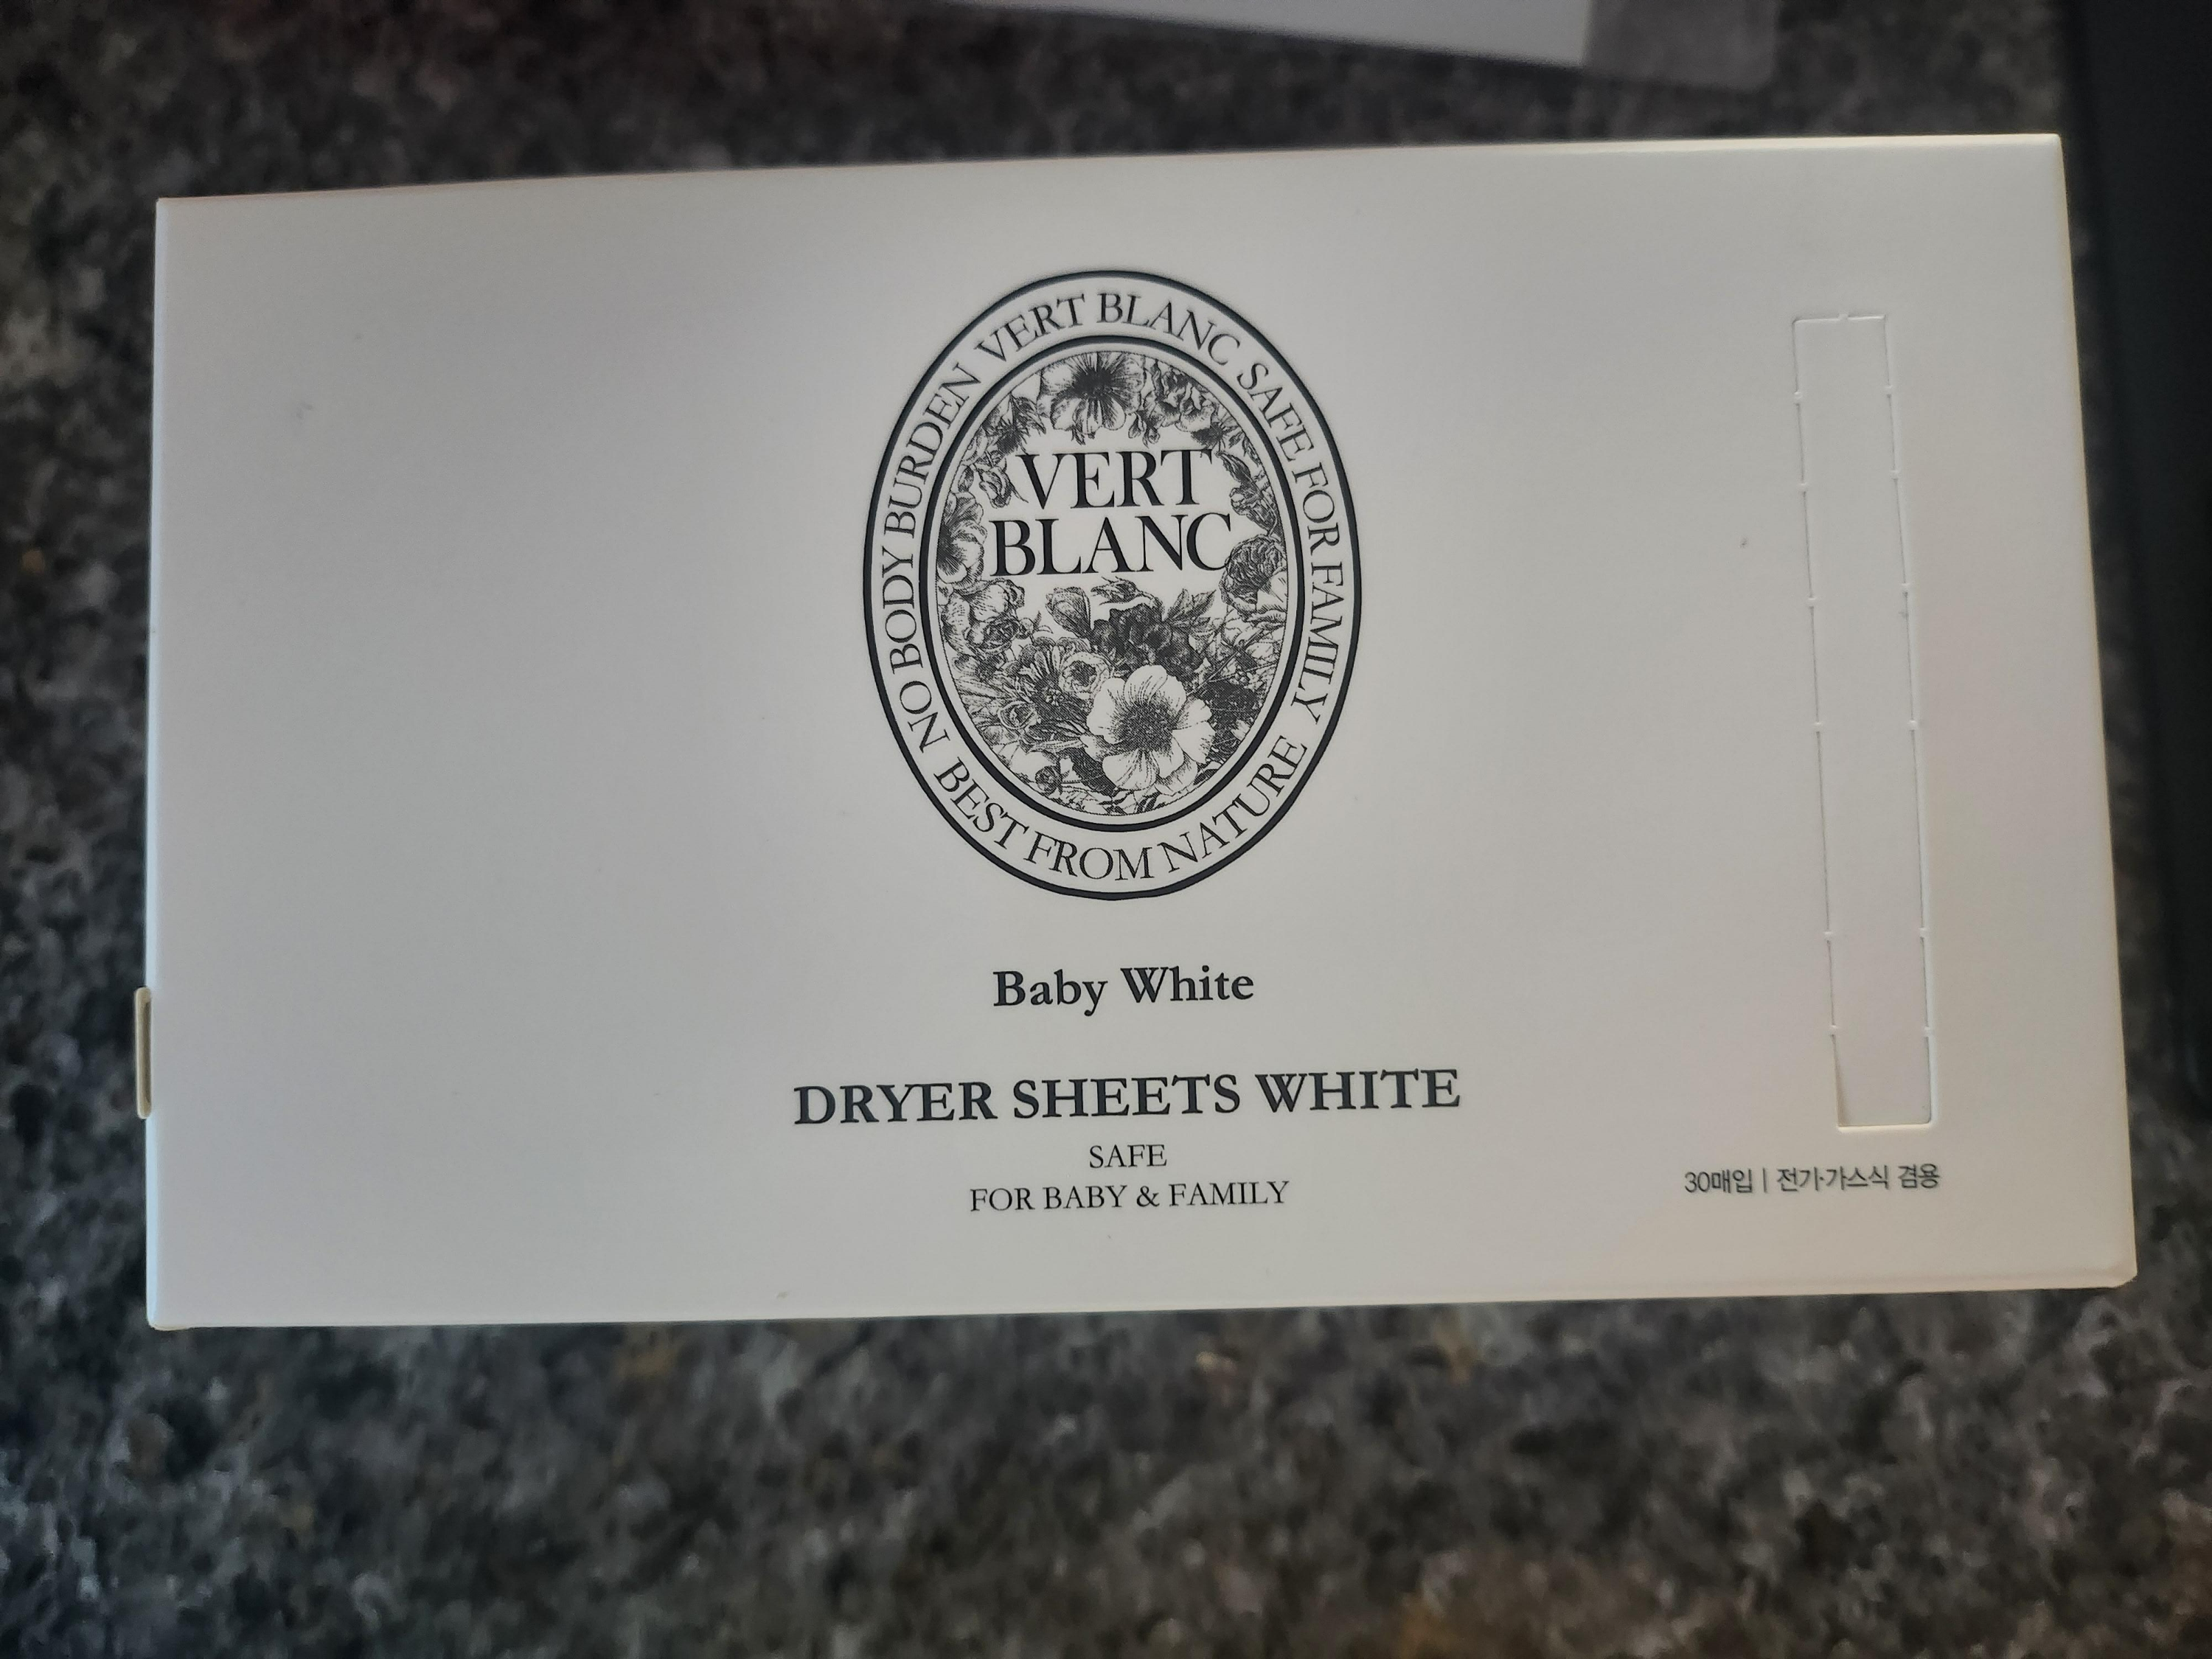 VERT BLANC SAFE FOR FAMILY BEST FROM NATURE NO BODY BURDEN
VERT
BLANC
Baby White
DRYER SHEETS WHITE
SAFE
FOR BABY & FAMILY
30매입 | 전기·가스식 겸용